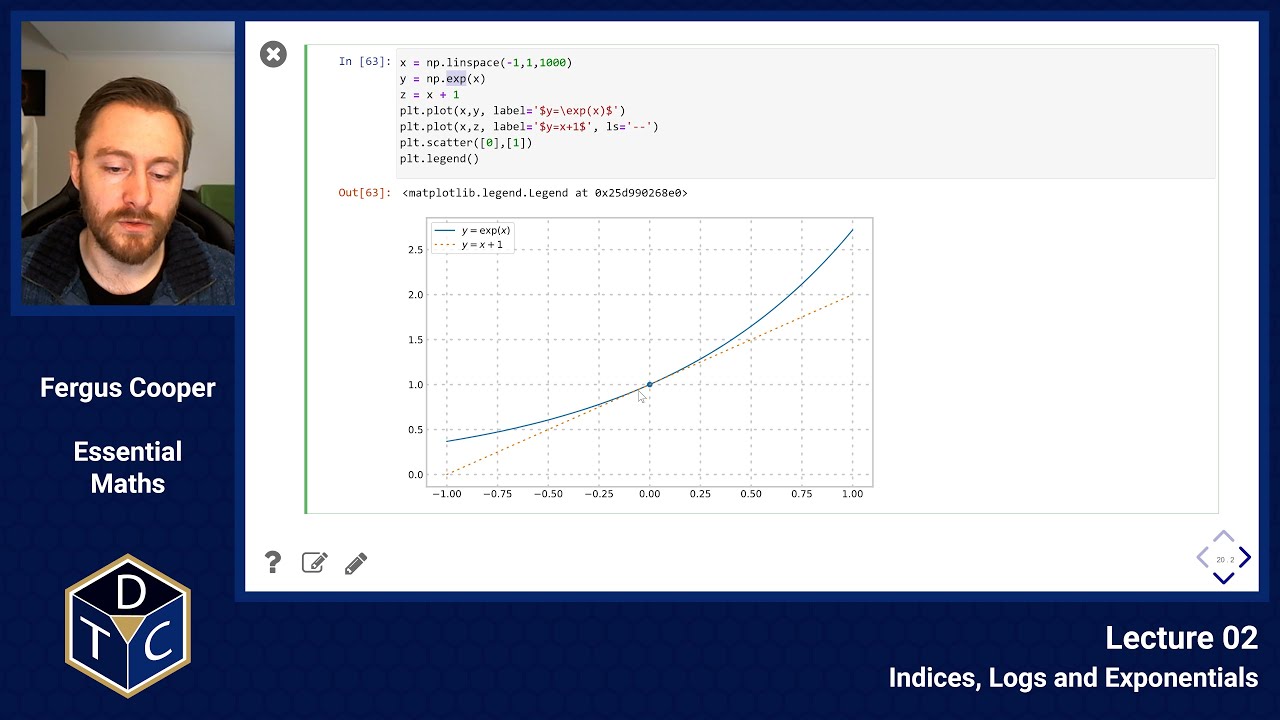 In [63]:
x = np.linspace(-1,1,1000)
y = np.exp(x)
z = x + 1
plt.plot(x,y, label='$y=\exp(x)$')
plt.plot(x,z, label='$y=x+1$', ls='--')
plt.scatter([0],[1])
plt.legend()
Out[63]: <matplotlib.legend.Legend at 0x25d990268e0>
y = exp(x)
y = x + 1
2.5
2.0
1.5
1.0
0.5
0.0
−1.00 −0.75 −0.50 −0.25 0.00 0.25 0.50 0.75 1.00
?
20.2
Fergus Cooper
Essential
Maths
D
T C
Lecture 02
Indices, Logs and Exponentials